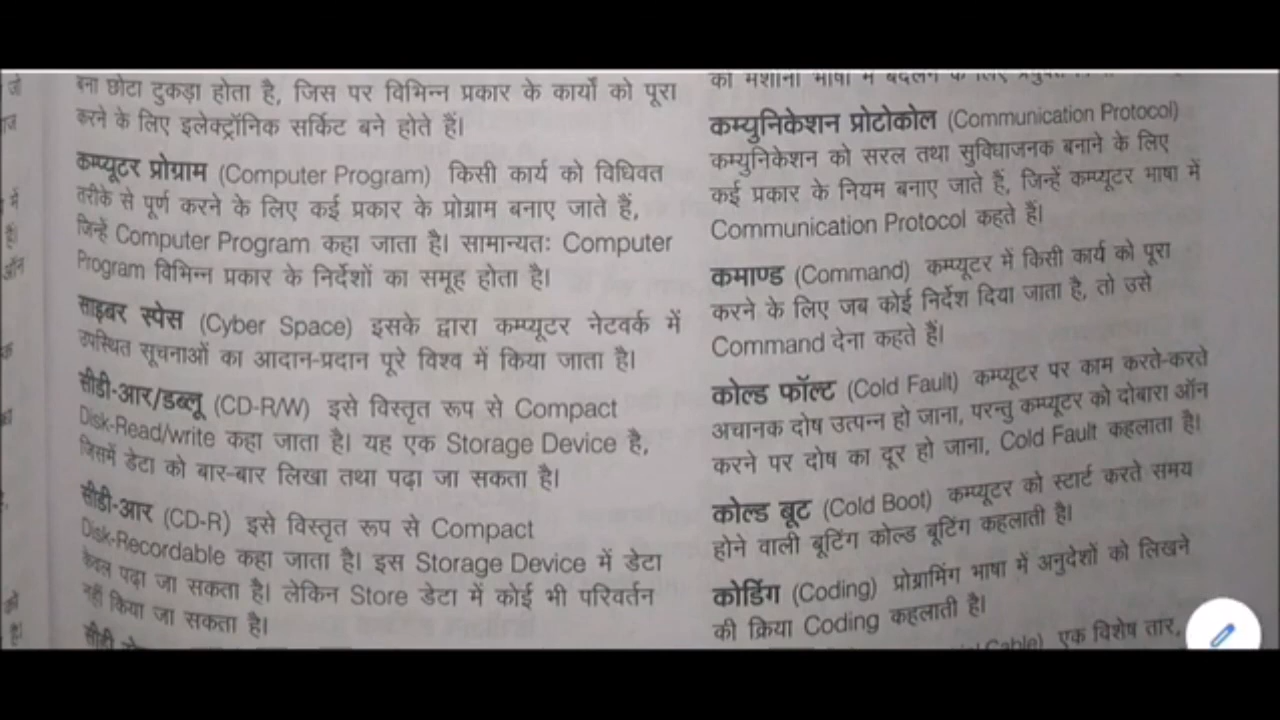 बना छोटा टुकड़ा होता है, जिस पर विभिन्न प्रकार के कार्यों को पूरा
करने के लिए इलेक्ट्रॉनिक सर्किट बने होते हैं।
कम्प्यूटर प्रोग्राम (Computer Program) किसी कार्य को विधिवत
तरीके से पूर्ण करने के लिए कई प्रकार के प्रोग्राम बनाए जाते हैं,
जिन्हें Computer Program कहा जाता है। सामान्यतः Computer
Program विभिन्न प्रकार के निर्देशों का समूह होता है।
साइबर स्पेस (Cyber Space) इसके द्वारा कम्प्यूटर नेटवर्क में
उपस्थित सूचनाओं का आदान-प्रदान पूरे विश्व में किया जाता है।
सीडी-आर/डब्लू (CD-R/W) इसे विस्तृत रूप से Compact
Disk-Read/write कहा जाता है। यह एक Storage Device है,
जिसमें डेटा को बार-बार लिखा तथा पढ़ा जा सकता है।
सीडी-आर (CD-R) इसे विस्तृत रूप से Compact
Disk-Recordable कहा जाता है। इस Storage Device में डेटा
केवल पढ़ा जा सकता है। लेकिन Store डेटा में कोई भी परिवर्तन
नहीं किया जा सकता है।
को मशीनी भाषा में बदलने के लिए
कम्युनिकेशन प्रोटोकोल (Communication Protocol)
कम्युनिकेशन को सरल तथा सुविधाजनक बनाने के लिए
कई प्रकार के नियम बनाए जाते हैं, जिन्हें कम्प्यूटर भाषा में
Communication Protocol कहते हैं।
कमाण्ड (Command) कम्प्यूटर में किसी कार्य को पूरा
करने के लिए जब कोई निर्देश दिया जाता है, तो उसे
Command देना कहते हैं।
कोल्ड फॉल्ट (Cold Fault) कम्प्यूटर पर काम करते-करते
अचानक दोष उत्पन्न हो जाना, परन्तु कम्प्यूटर को दोबारा ऑन
करने पर दोष का दूर हो जाना, Cold Fault कहलाता है।
कोल्ड बूट (Cold Boot) कम्प्यूटर को स्टार्ट करते समय
होने वाली बूटिंग कोल्ड बूटिंग कहलाती है।
कोर्डिंग (Coding) प्रोग्रामिंग भाषा में अनुदेशों को लिखने
की क्रिया Coding कहलाती है।
Cable) एक विशेष तार,